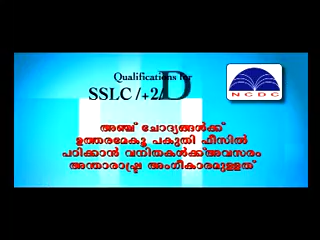 Qualifications for
SSLC /+2/D
NCDC
അഞ്ച് ചോദ്യങ്ങൾക്ക്
ഉത്തരമേകൂ പകുതി ഫീസിൽ
പഠിക്കാൻ വനിതകൾക്ക്അവസരം
അന്താരാഷ്ട്ര അംഗീകാരമുള്ളത്